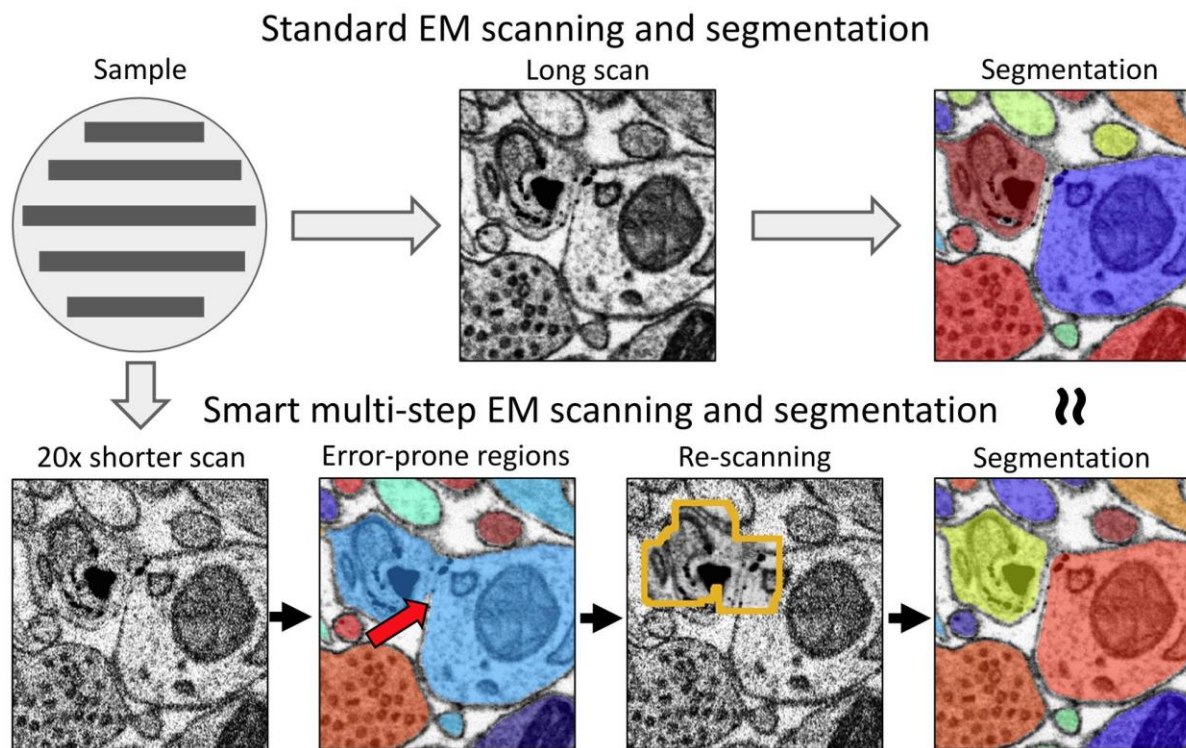 Standard EM scanning and segmentation
Sample
Long scan
Segmentation
Smart multi-step EM scanning and segmentation
≈
20x shorter scan
Error-prone regions
Re-scanning
Segmentation